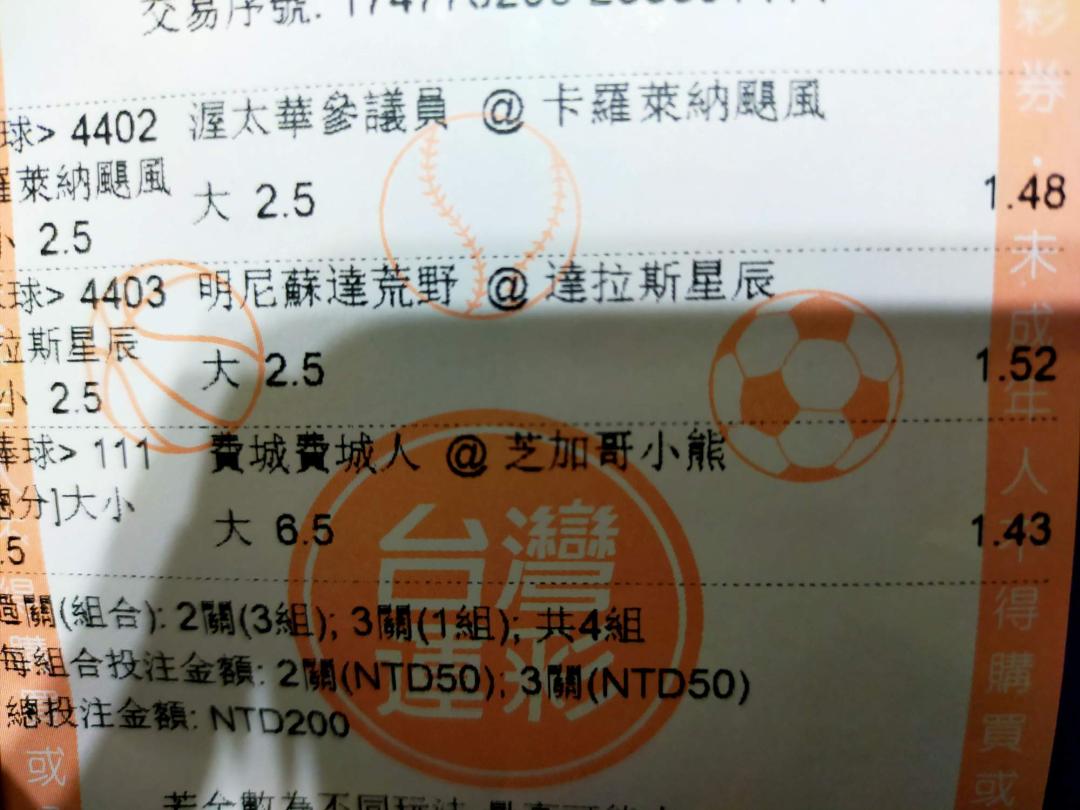 交易序號:
球> 4402 渥太華參議員 @ 卡羅萊納颶風
羅萊納颶風 大 2.5 1.48
小 2.5
球> 4403 明尼蘇達荒野 @ 達拉斯星辰
拉斯星辰 大 2.5 1.52
小 2.5
棒球> 111 費城費城人 @ 芝加哥小熊
總分]大小 大 6.5 1.43
.5
過關(組合): 2關(3組); 3關(1組); 共4組
每組合投注金額: 2關(NTD50); 3關(NTD50)
總投注金額: NTD200
台灣
運彩
彩券.未成年人不得購買或
得購買或